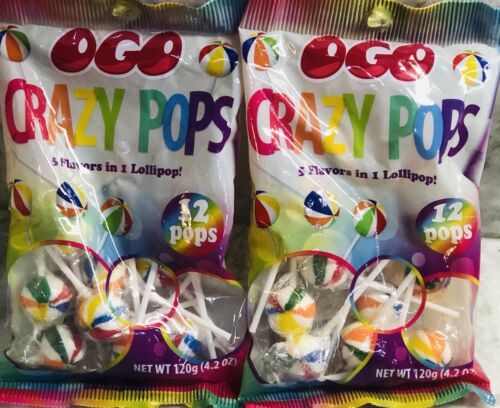 OGO
CRAZY POPS
5 Flavors in 1 Lollipop!
12
pops
NET WT 120g (4.2 OZ)
OGO
CRAZY POPS
5 Flavors in 1 Lollipop!
12
pops
NET WT 120g (4.2 OZ)